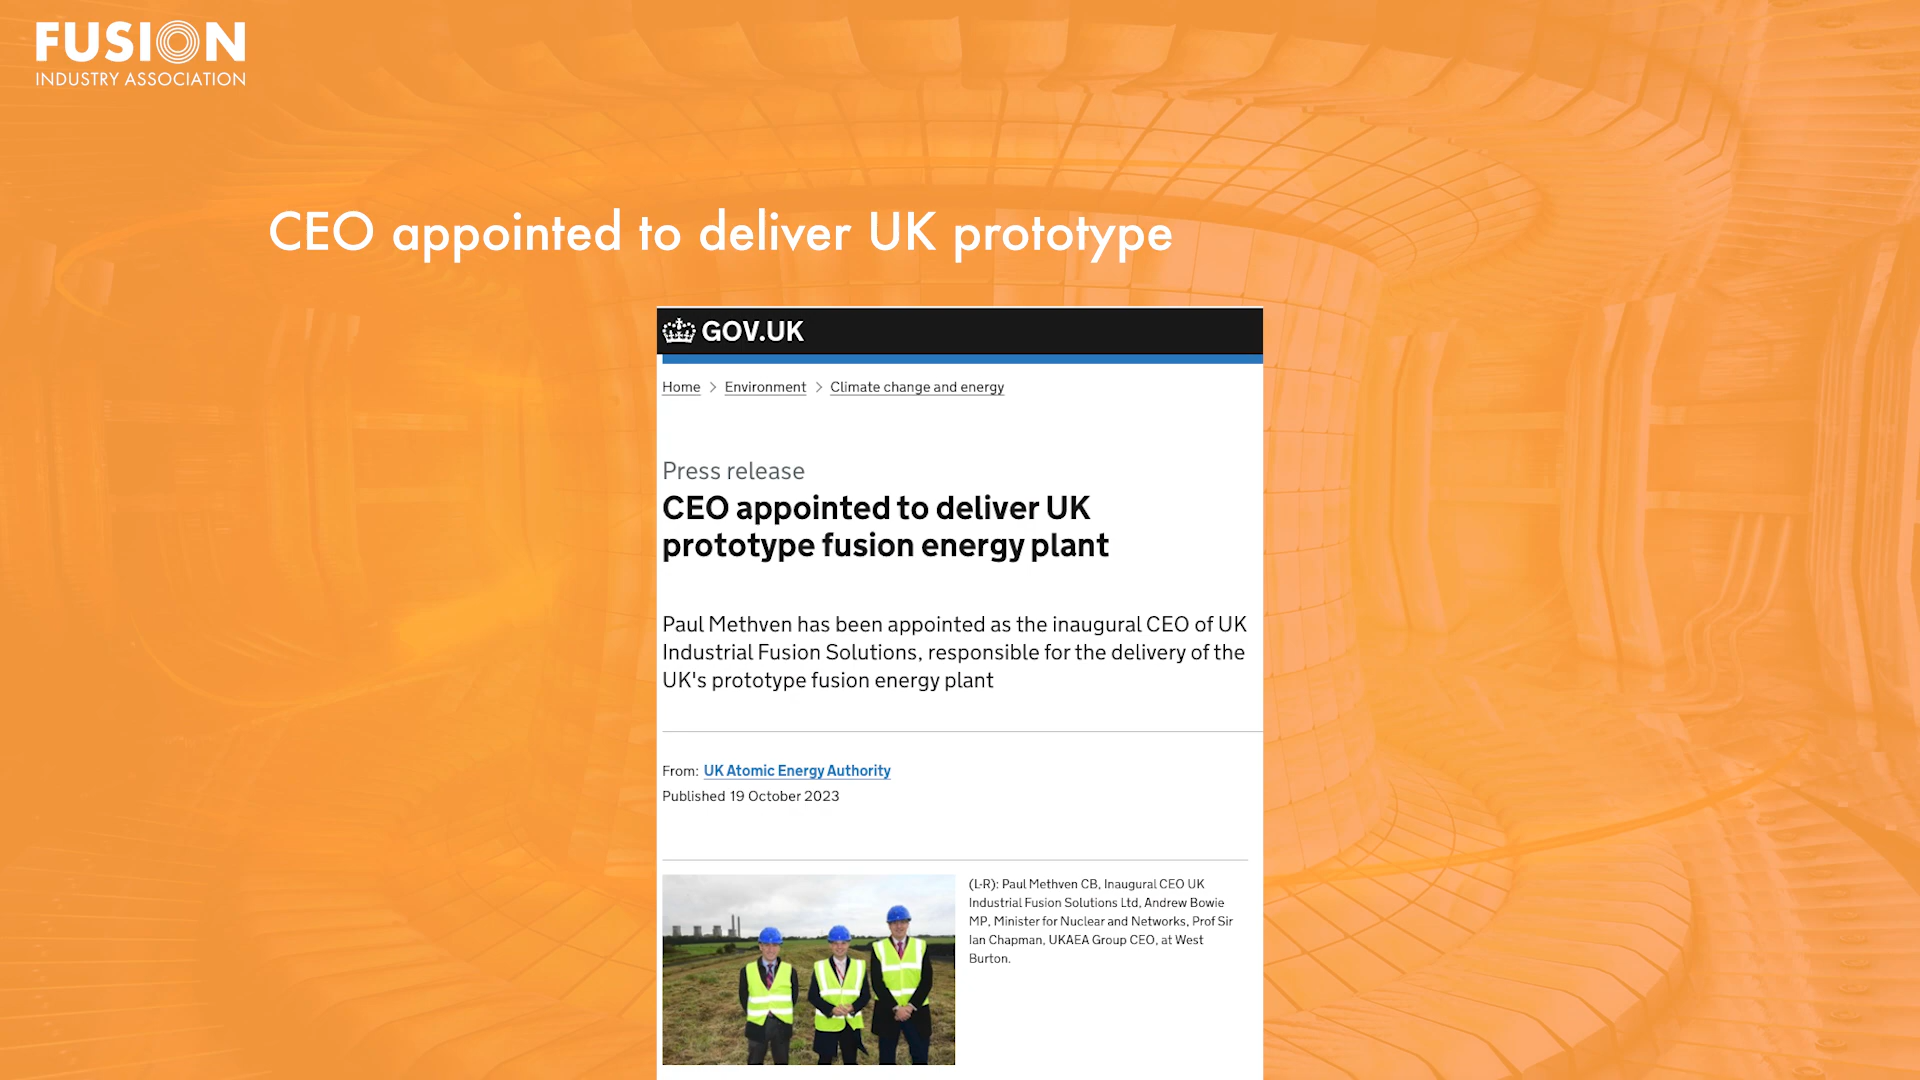 FUSION
INDUSTRY ASSOCIATION
CEO appointed to deliver UK prototype
GOV.UK
Home > Environment > Climate change and energy
Press release
CEO appointed to deliver UK
prototype fusion energy plant
Paul Methven has been appointed as the inaugural CEO of UK
Industrial Fusion Solutions, responsible for the delivery of the
UK's prototype fusion energy plant
From: UK Atomic Energy Authority
Published 19 October 2023
(L-R): Paul Methven CB, Inaugural CEO UK
Industrial Fusion Solutions Ltd, Andrew Bowie
MP, Minister for Nuclear and Networks, Prof Sir
Ian Chapman, UKAEA Group CEO, at West
Burton.